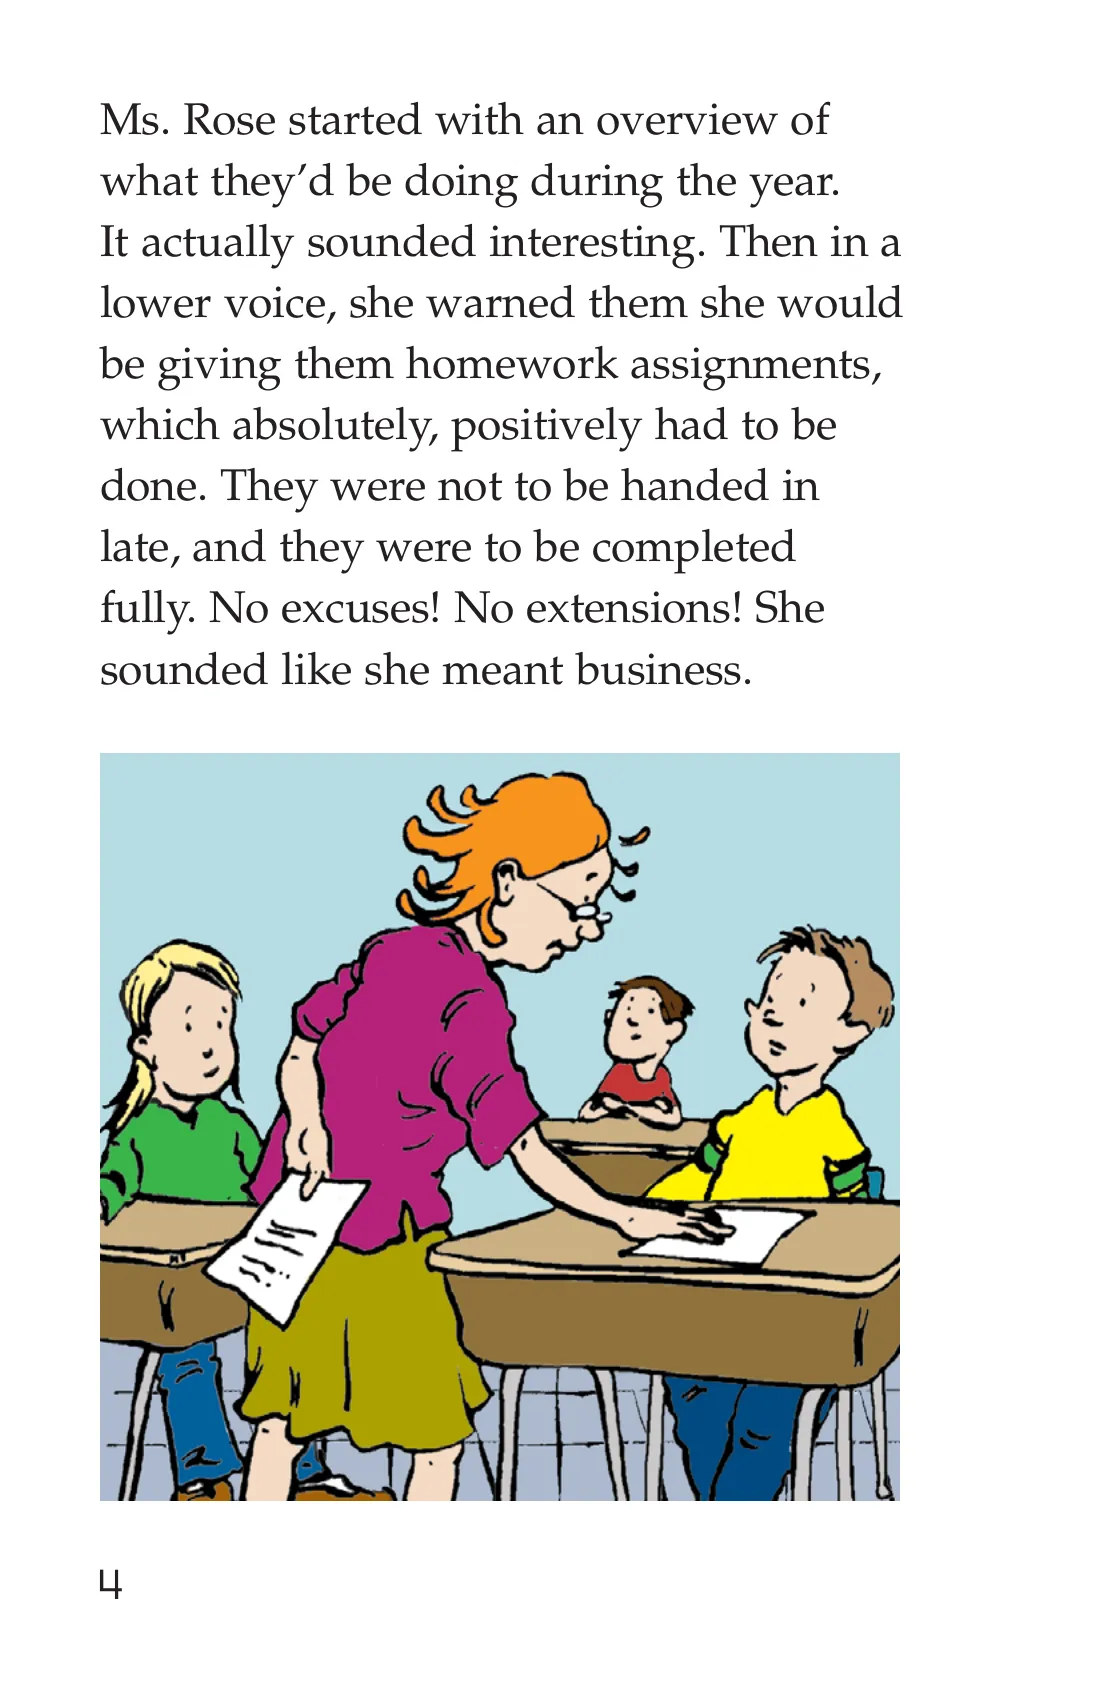 Ms. Rose started with an overview of
what they’d be doing during the year.
It actually sounded interesting. Then in a
lower voice, she warned them she would
be giving them homework assignments,
which absolutely, positively had to be
done. They were not to be handed in
late, and they were to be completed
fully. No excuses! No extensions! She
sounded like she meant business.
4